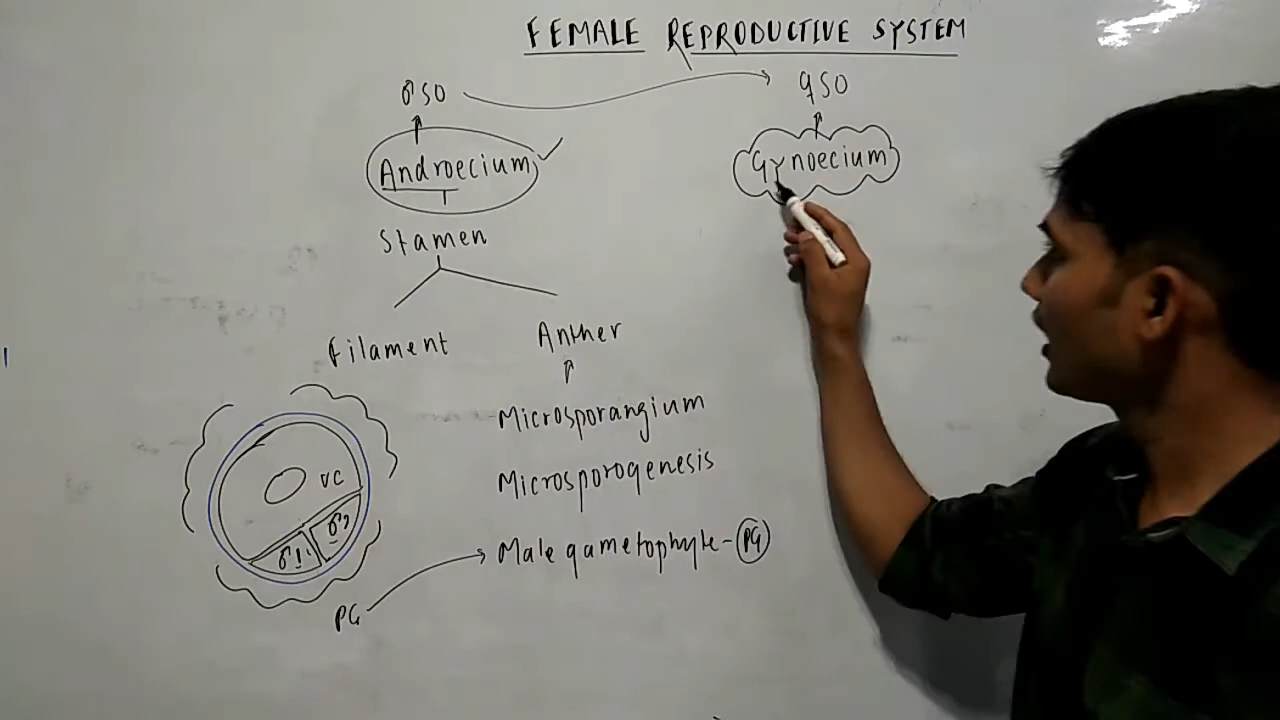 FEMALE REPRODUCTIVE SYSTEM
♂SO
♀SO
Androecium
Gynoecium
Stamen
Filament
Anther
Microsporangium
Microsporogenesis
Male gametophyte - PG
VC
♂1
♂2
PG